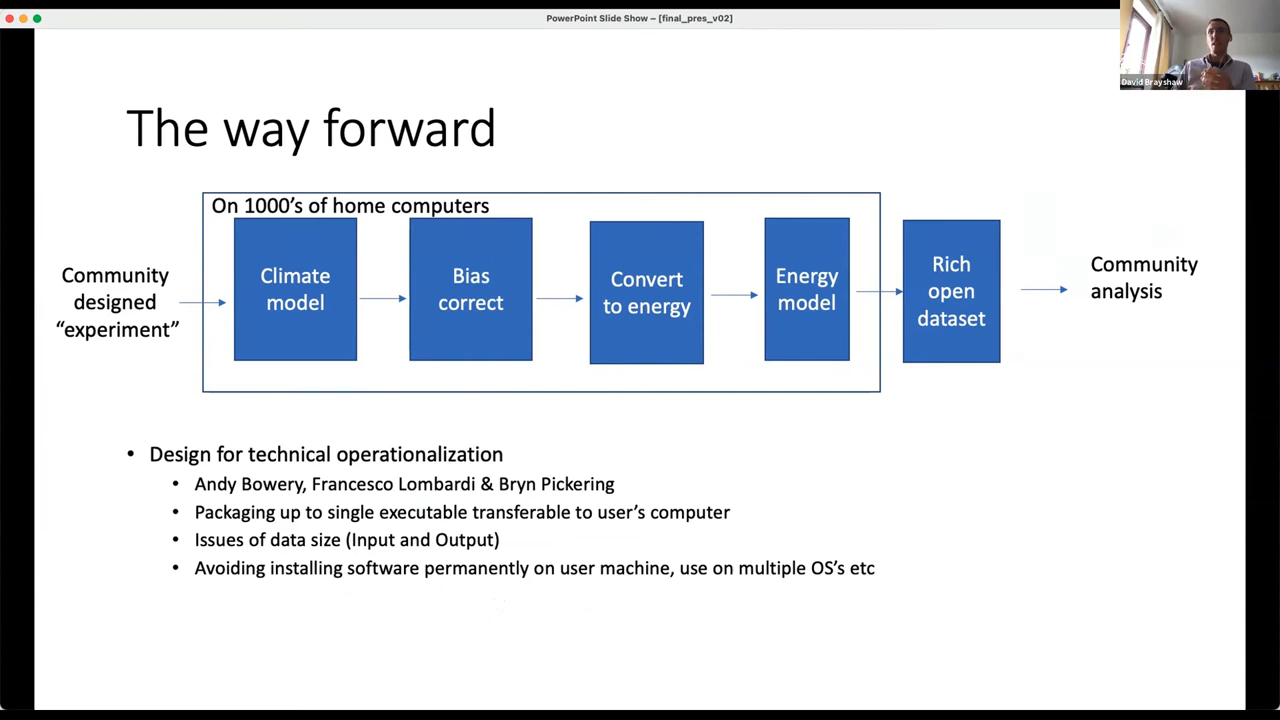 PowerPoint Slide Show – [final_pres_v02]
David Brayshaw
The way forward
On 1000’s of home computers
Community
designed
“experiment”
Climate
model
Bias
correct
Convert
to energy
Energy
model
Rich
open
dataset
Community
analysis
• Design for technical operationalization
• Andy Bowery, Francesco Lombardi & Bryn Pickering
• Packaging up to single executable transferable to user’s computer
• Issues of data size (Input and Output)
• Avoiding installing software permanently on user machine, use on multiple OS’s etc